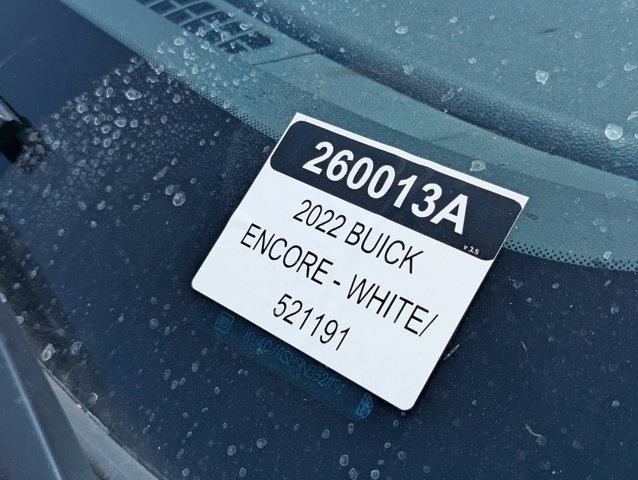 260013A
v 3.5
2022 BUICK
ENCORE - WHITE/
521191